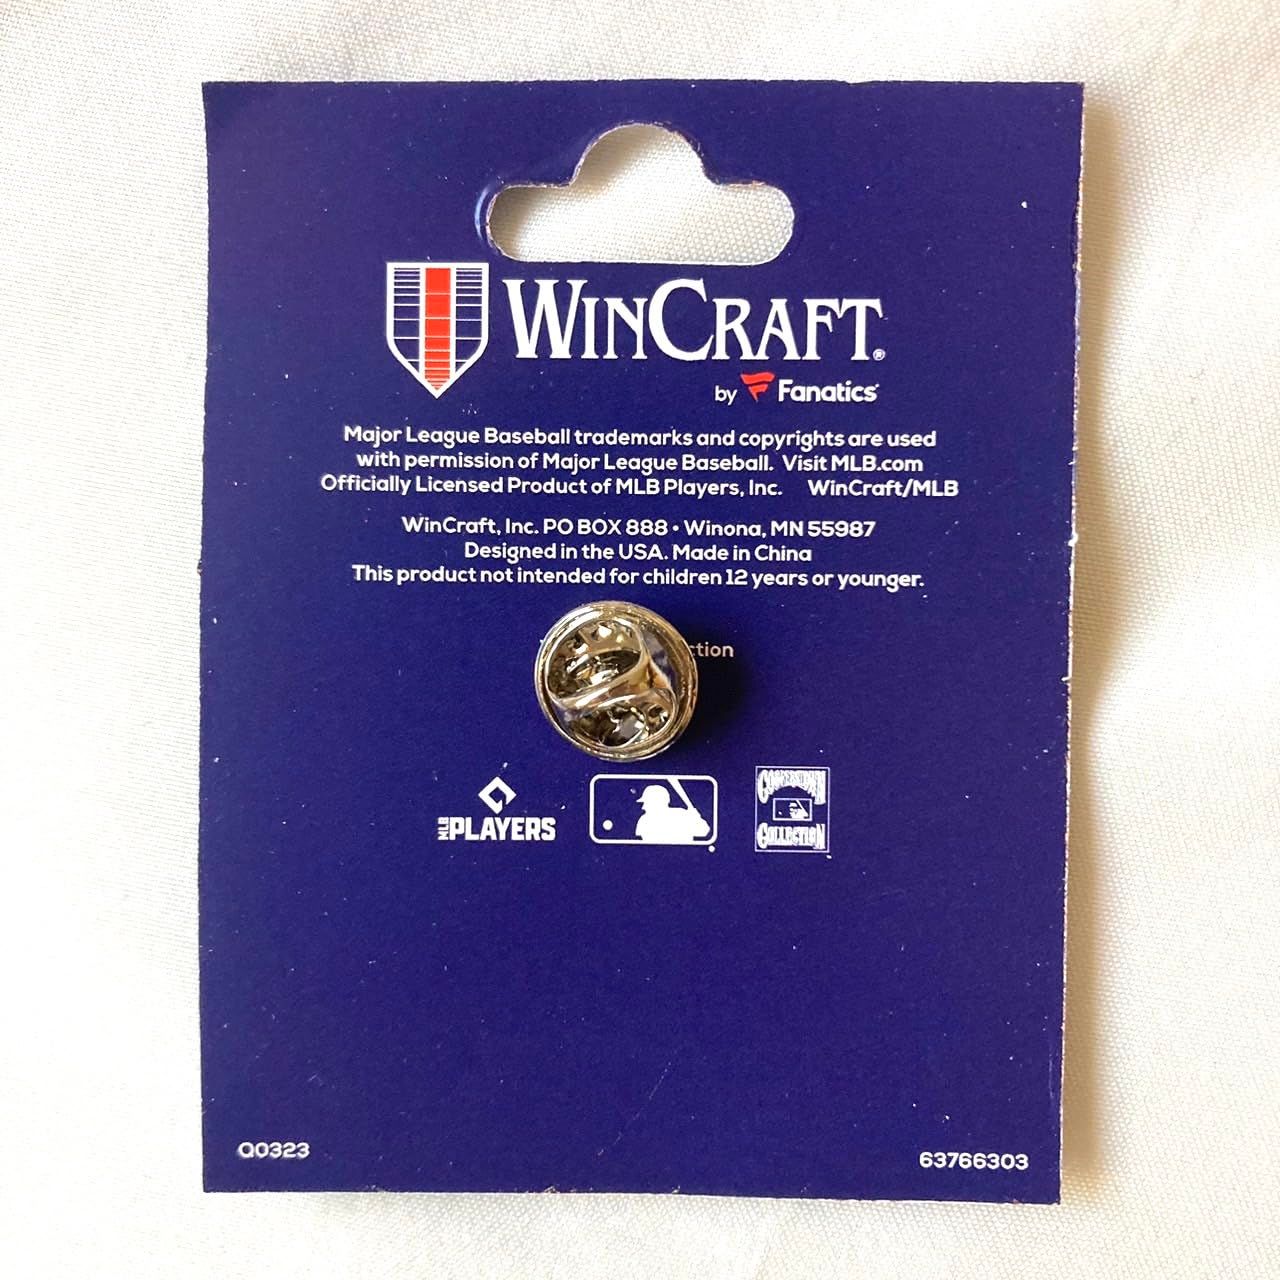 WINCRAFT®
by Fanatics
Major League Baseball trademarks and copyrights are used
with permission of Major League Baseball. Visit MLB.com
Officially Licensed Product of MLB Players, Inc. WinCraft/MLB
WinCraft, Inc. PO BOX 888 • Winona, MN 55987
Designed in the USA. Made in China
This product not intended for children 12 years or younger.
MLB PLAYERS
COOPERSTOWN
COLLECTION
Q0323
63766303